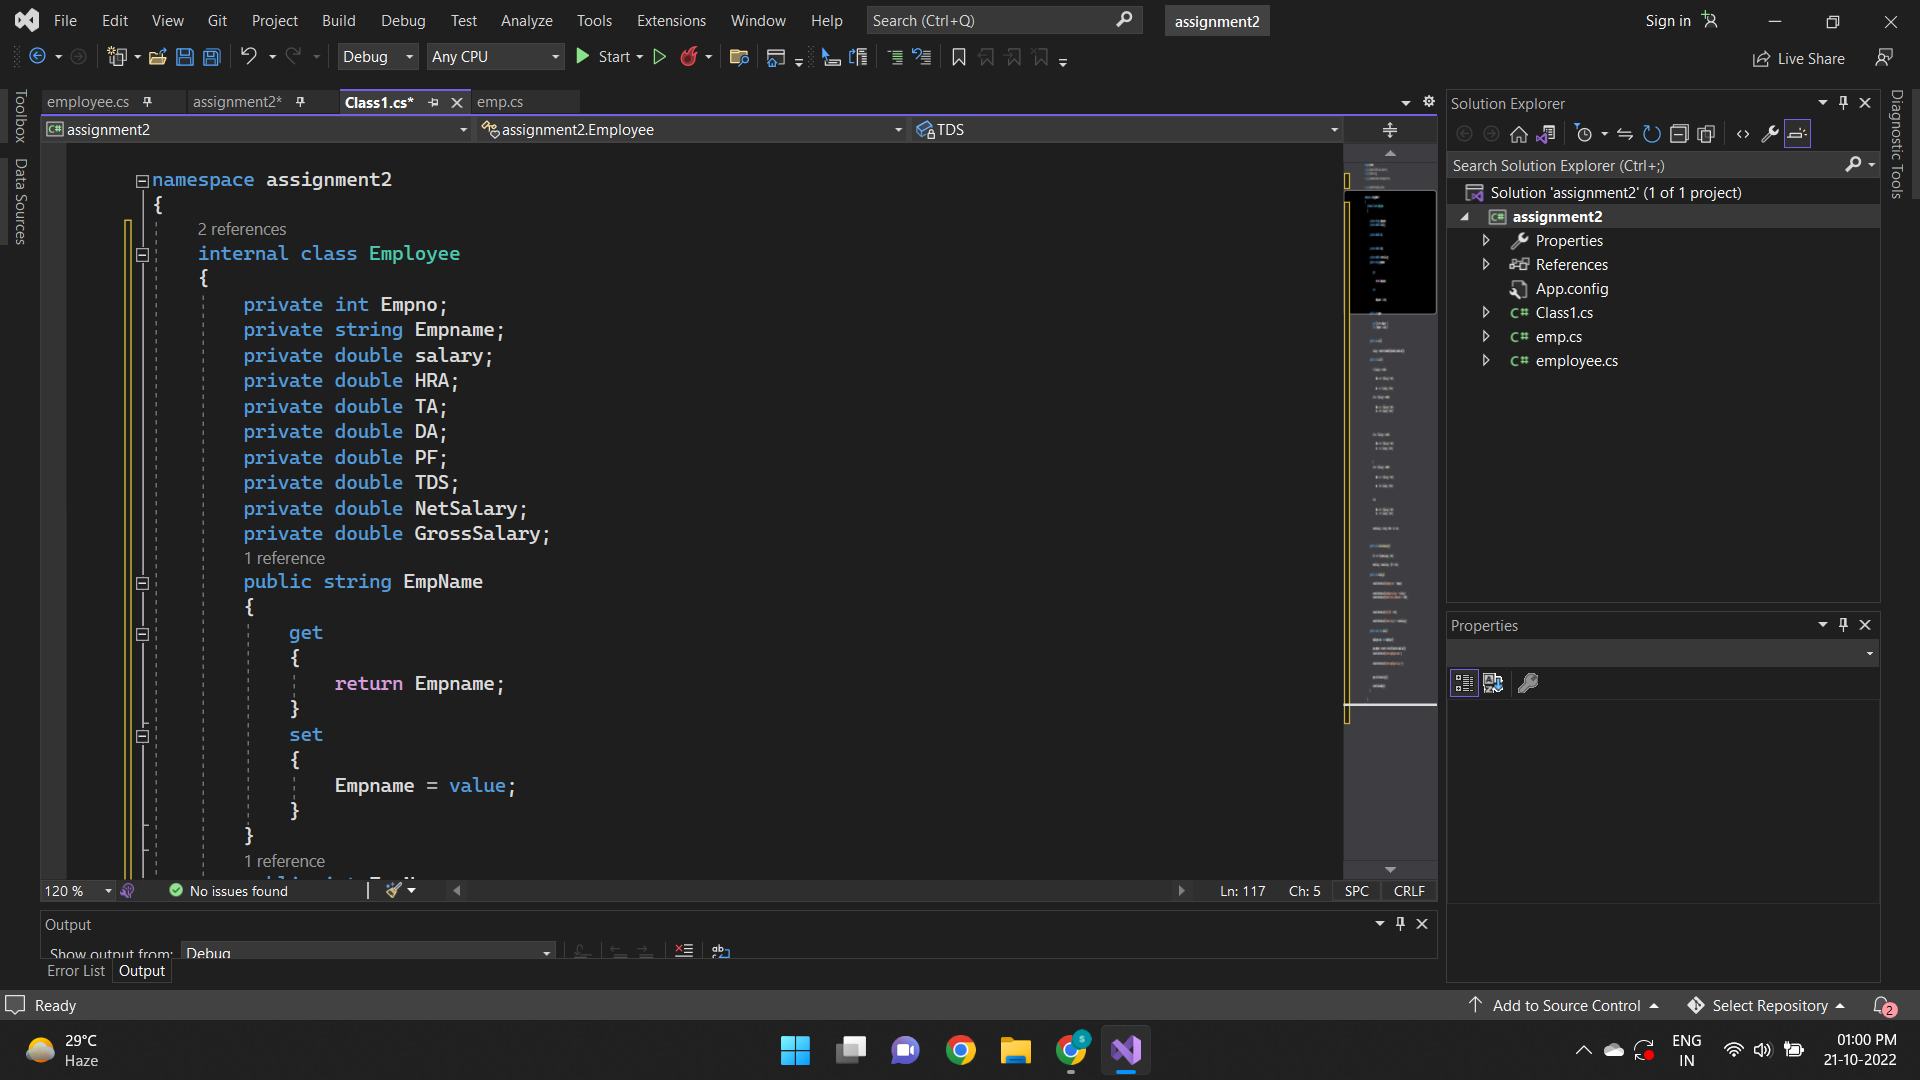 File Edit View Git Project Build Debug Test Analyze Tools Extensions Window Help Search (Ctrl+Q) assignment2 Sign in
Debug Any CPU Start Live Share
employee.cs assignment2* Class1.cs* emp.cs
assignment2 assignment2.Employee TDS
Toolbox
Data Sources
namespace assignment2
{
2 references
internal class Employee
{
private int Empno;
private string Empname;
private double salary;
private double HRA;
private double TA;
private double DA;
private double PF;
private double TDS;
private double NetSalary;
private double GrossSalary;
1 reference
public string EmpName
{
get
{
return Empname;
}
set
{
Empname = value;
}
}
1 reference
120 % No issues found Ln: 117 Ch: 5 SPC CRLF
Output
Show output from: Debug
Error List Output
Solution Explorer
Search Solution Explorer (Ctrl+;)
Solution 'assignment2' (1 of 1 project)
assignment2
Properties
References
App.config
Class1.cs
emp.cs
employee.cs
Properties
Diagnostic Tools
Ready Add to Source Control Select Repository 2
29°C
Haze
ENG
IN
01:00 PM
21-10-2022